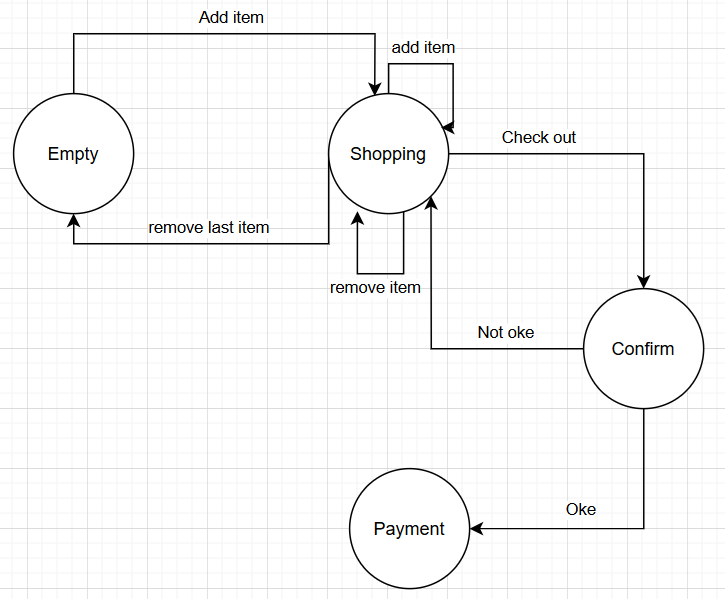 Add item
add item
Empty
Shopping
Check out
remove last item
remove item
Not oke
Confirm
Oke
Payment